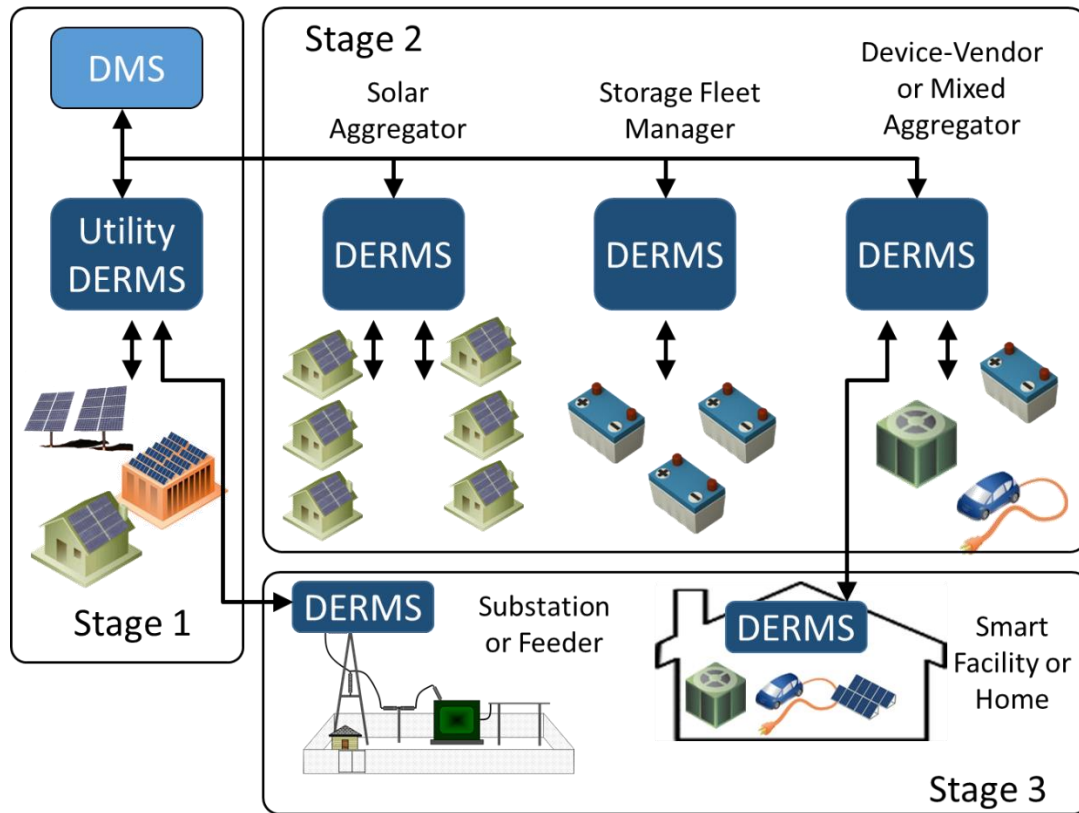 DMS
Utility
DERMS
Stage 1
Stage 2
Solar
Aggregator
Storage Fleet
Manager
Device-Vendor
or Mixed
Aggregator
DERMS
DERMS
DERMS
DERMS
Substation
or Feeder
DERMS
Smart
Facility or
Home
Stage 3